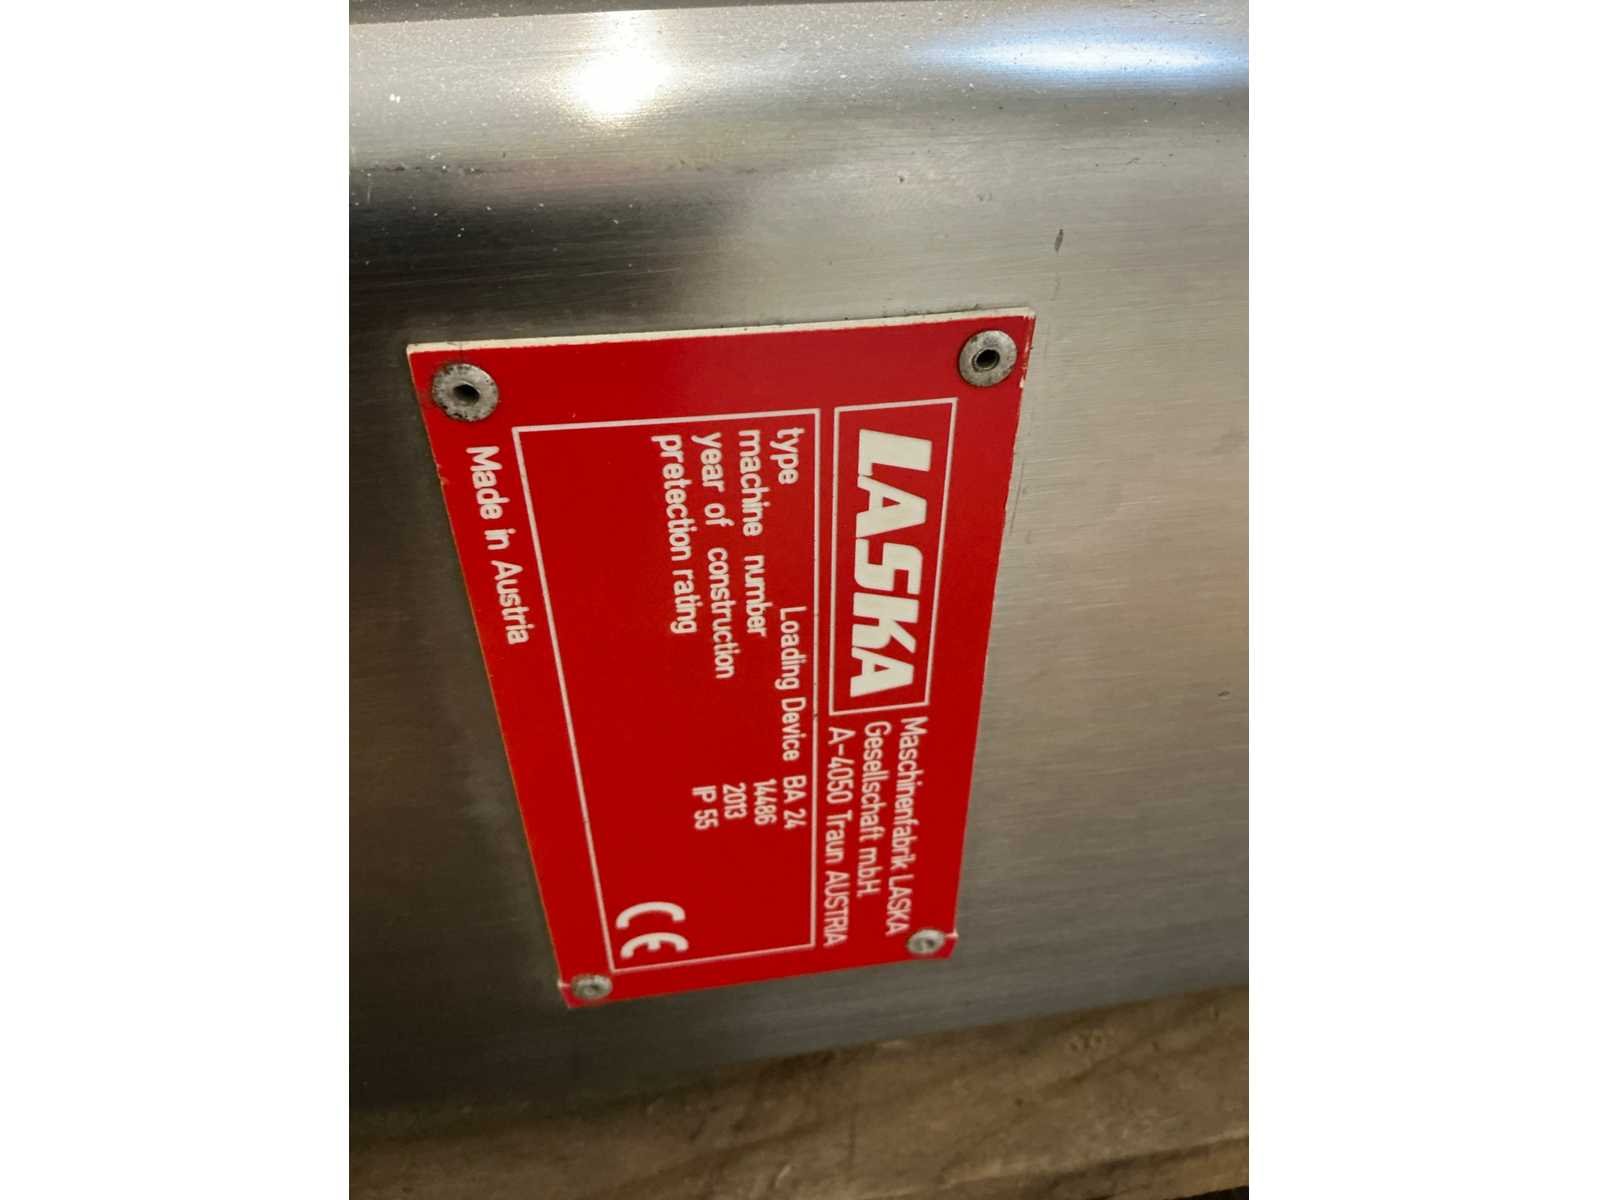 LASKA
Maschinenfabrik LASKA
Gesellschaft m.b.H.
A-4050 Traun AUSTRIA
type Loading Device BA 24
machine number 14486
year of construction 2013
pretection rating IP 55
CE
Made in Austria